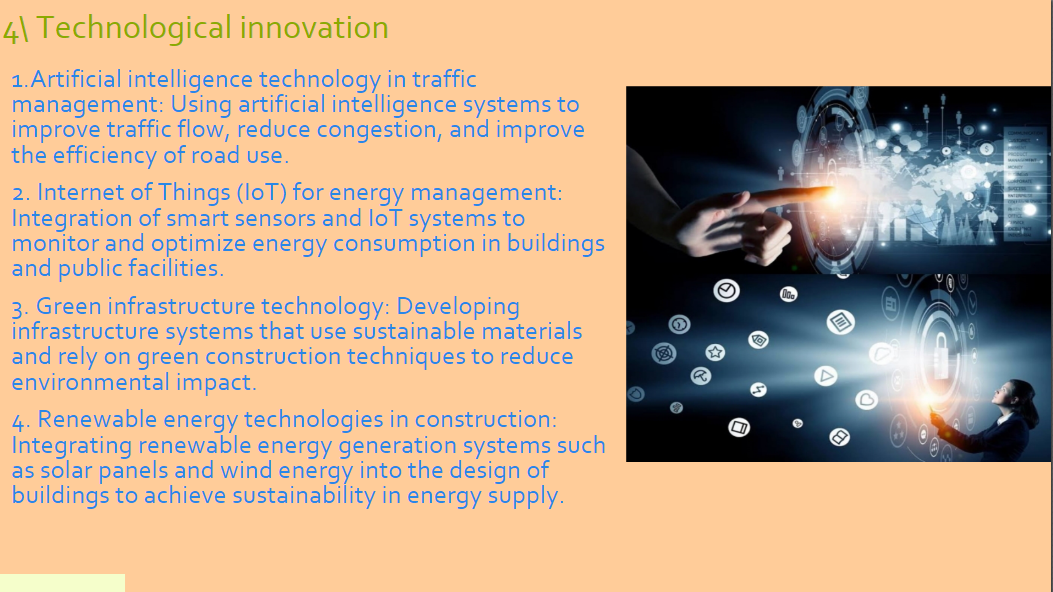 4\ Technological innovation
1.Artificial intelligence technology in traffic
management: Using artificial intelligence systems to
improve traffic flow, reduce congestion, and improve
the efficiency of road use.
2. Internet of Things (IoT) for energy management:
Integration of smart sensors and IoT systems to
monitor and optimize energy consumption in buildings
and public facilities.
3. Green infrastructure technology: Developing
infrastructure systems that use sustainable materials
and rely on green construction techniques to reduce
environmental impact.
4. Renewable energy technologies in construction:
Integrating renewable energy generation systems such
as solar panels and wind energy into the design of
buildings to achieve sustainability in energy supply.